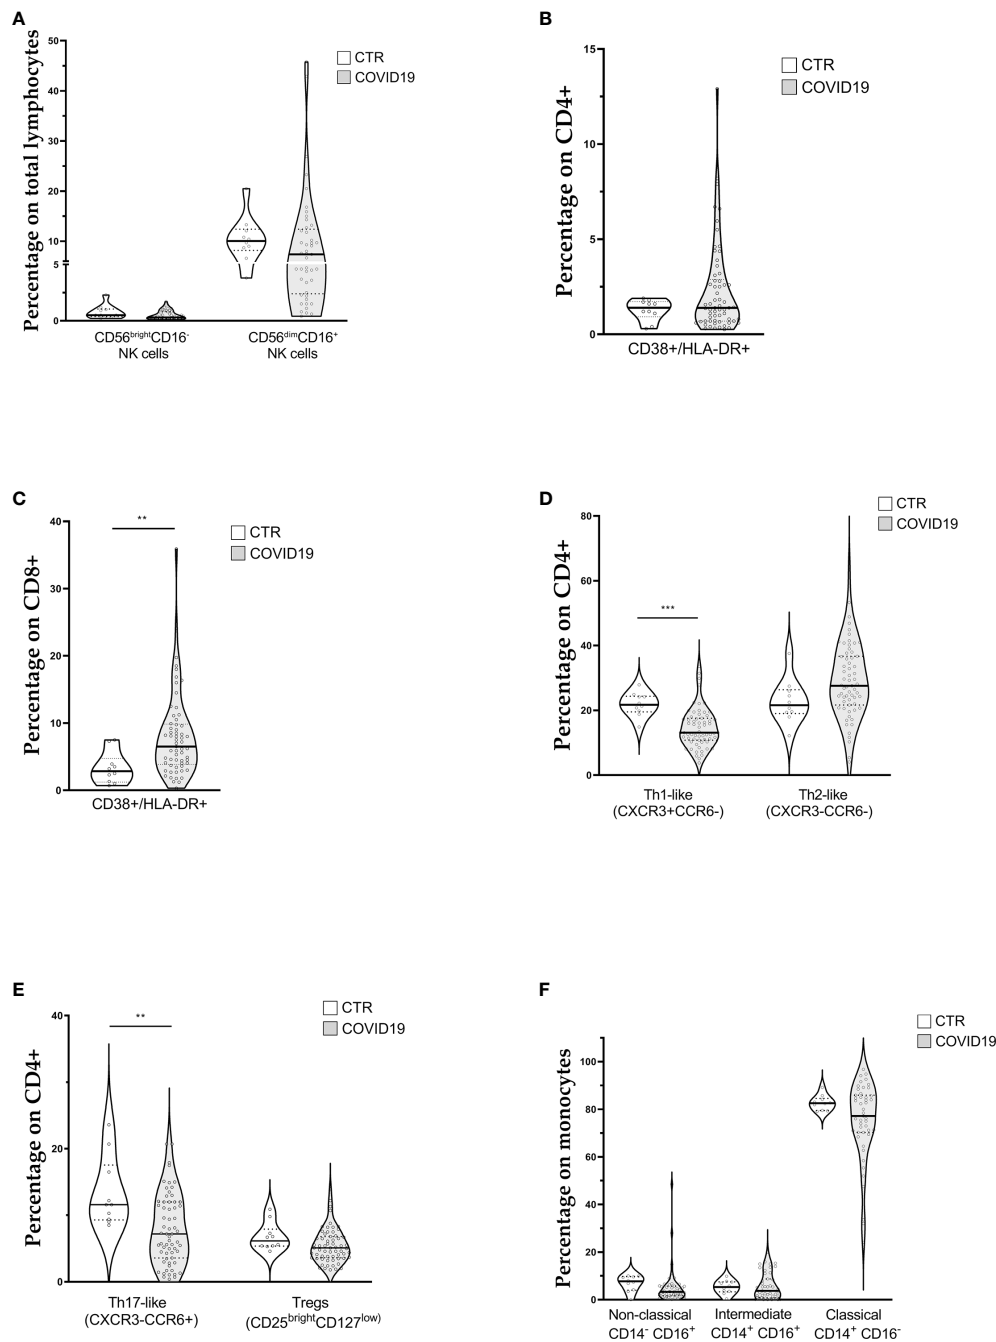 A
Percentage on total lymphocytes
50
40
30
20
10
5
0
CTR
COVID19
CD56brightCD16-
NK cells
CD56dimCD16+
NK cells
B
Percentage on CD4+
15
10
5
0
CTR
COVID19
CD38+/HLA-DR+
C
Percentage on CD8+
40
30
20
10
0
**
CTR
COVID19
CD38+/HLA-DR+
D
Percentage on CD4+
80
60
40
20
0
***
CTR
COVID19
Th1-like
(CXCR3+CCR6-)
Th2-like
(CXCR3-CCR6-)
E
Percentage on CD4+
40
20
0
**
CTR
COVID19
Th17-like
(CXCR3-CCR6+)
Tregs
(CD25brightCD127low)
F
Percentage on monocytes
100
80
60
40
20
0
CTR
COVID19
Non-classical
CD14- CD16+
Intermediate
CD14+ CD16+
Classical
CD14+ CD16-